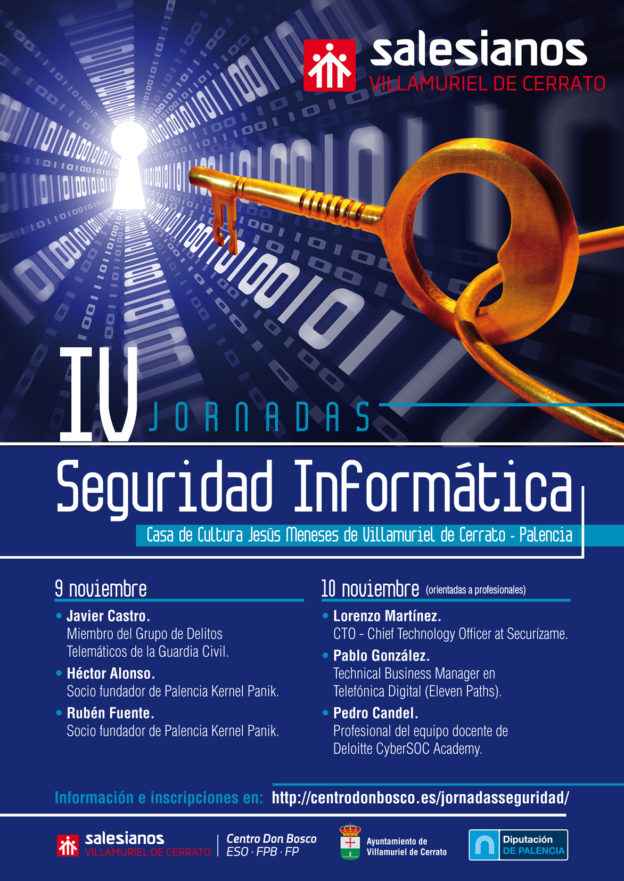 salesianos
VILLAMURIEL DE CERRATO
IV JORNADAS
Seguridad Informática
Casa de Cultura Jesús Meneses de Villamuriel de Cerrato - Palencia
9 noviembre
• Javier Castro.
Miembro del Grupo de Delitos
Telemáticos de la Guardia Civil.
• Héctor Alonso.
Socio fundador de Palencia Kernel Panik.
• Rubén Fuente.
Socio fundador de Palencia Kernel Panik.
10 noviembre (orientadas a profesionales)
• Lorenzo Martínez.
CTO - Chief Technology Officer at Securízame.
• Pablo González.
Technical Business Manager en
Telefónica Digital (Eleven Paths).
• Pedro Candel.
Profesional del equipo docente de
Deloitte CyberSOC Academy.
Información e inscripciones en: http://centrodonbosco.es/jornadasseguridad/
salesianos
VILLAMURIEL DE CERRATO
Centro Don Bosco
ESO · FPB · FP
Ayuntamiento de
Villamuriel de Cerrato
Diputación
DE PALENCIA